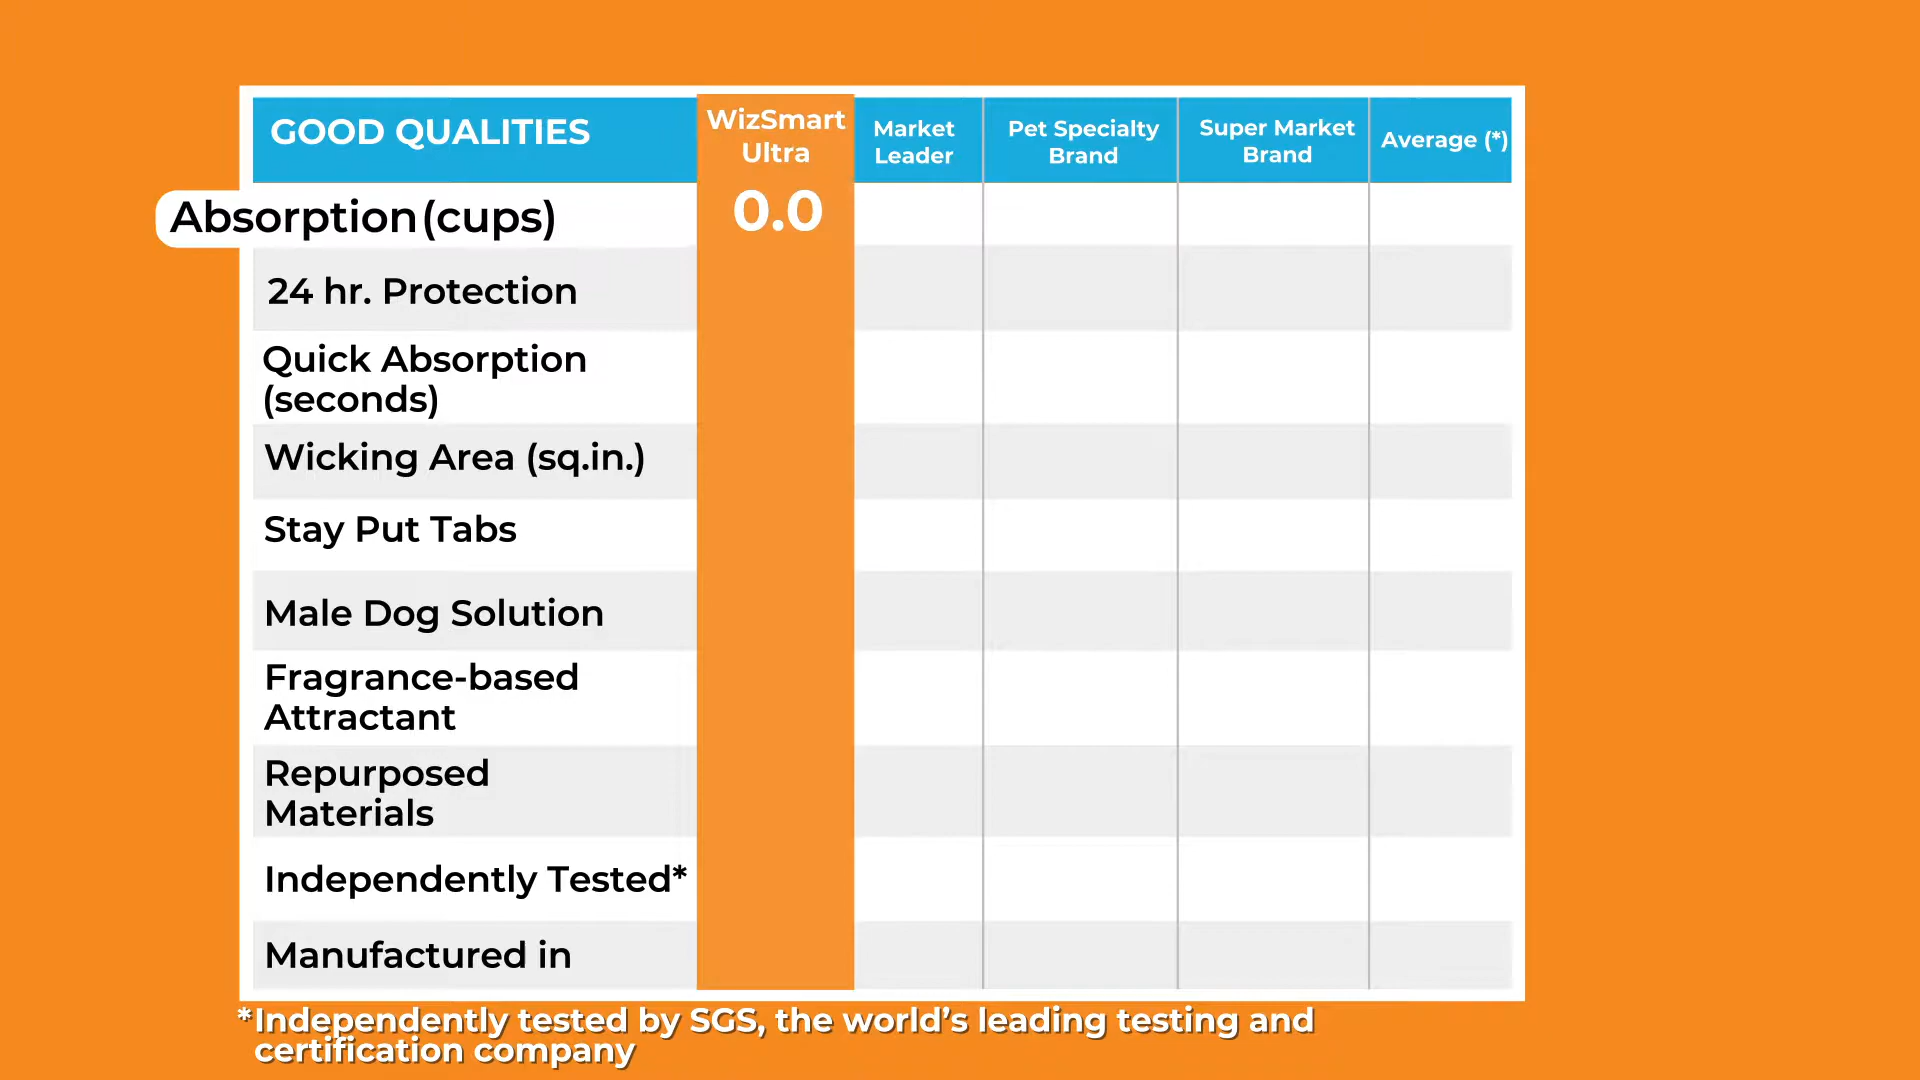 GOOD QUALITIES
WizSmart
Ultra
Market
Leader
Pet Specialty
Brand
Super Market
Brand
Average (*)
Absorption (cups)
0.0
24 hr. Protection
Quick Absorption
(seconds)
Wicking Area (sq.in.)
Stay Put Tabs
Male Dog Solution
Fragrance-based
Attractant
Repurposed
Materials
Independently Tested*
Manufactured in
*Independently tested by SGS, the world's leading testing and
certification company